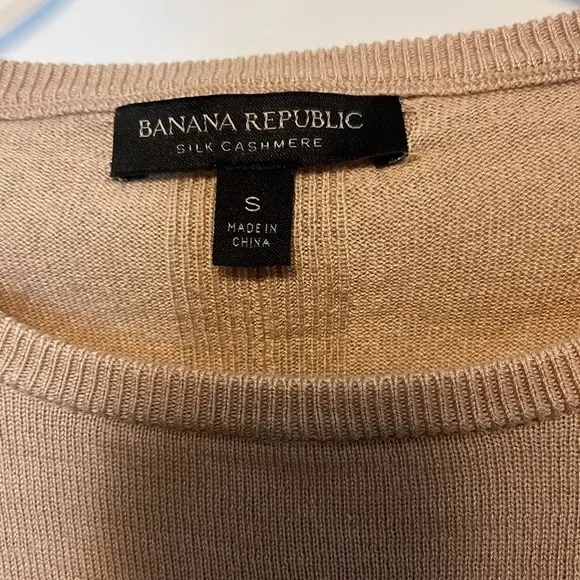 BANANA REPUBLIC
SILK CASHMERE
S
MADE IN
CHINA